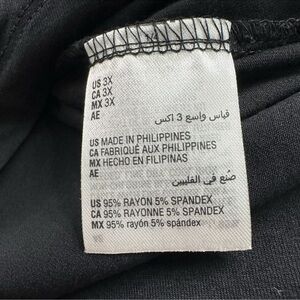 US 3X
CA 3X
MX 3X
AE
قياس واسع 3 اكس
US MADE IN PHILIPPINES
CA FABRIQUÉ AUX PHILIPPINES
MX HECHO EN FILIPINAS
AE
صنع في الفلبين
US 95% RAYON 5% SPANDEX
CA 95% RAYONNE 5% SPANDEX
MX 95% rayón 5% spándex